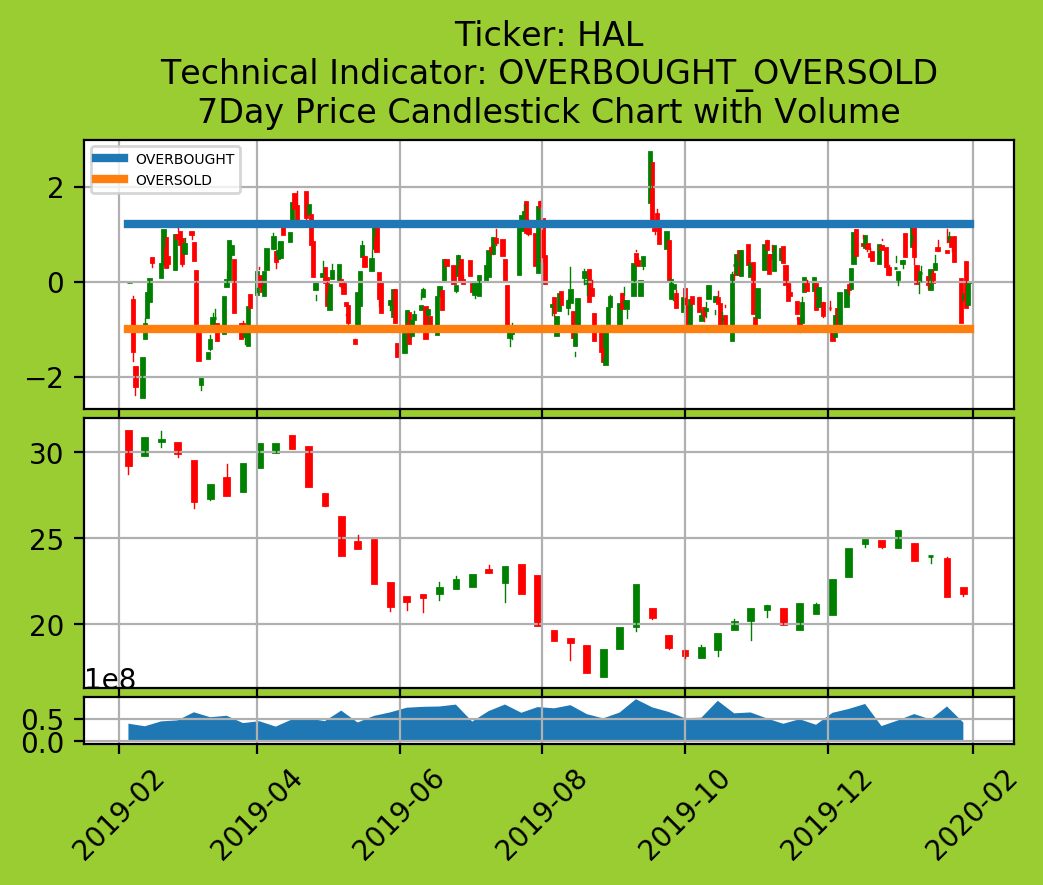 Ticker: HAL
Technical Indicator: OVERBOUGHT_OVERSOLD
7Day Price Candlestick Chart with Volume
OVERBOUGHT
OVERSOLD
2
0
−2
30
25
20
1e8
0.5
0.0
2019-02
2019-04
2019-06
2019-08
2019-10
2019-12
2020-02